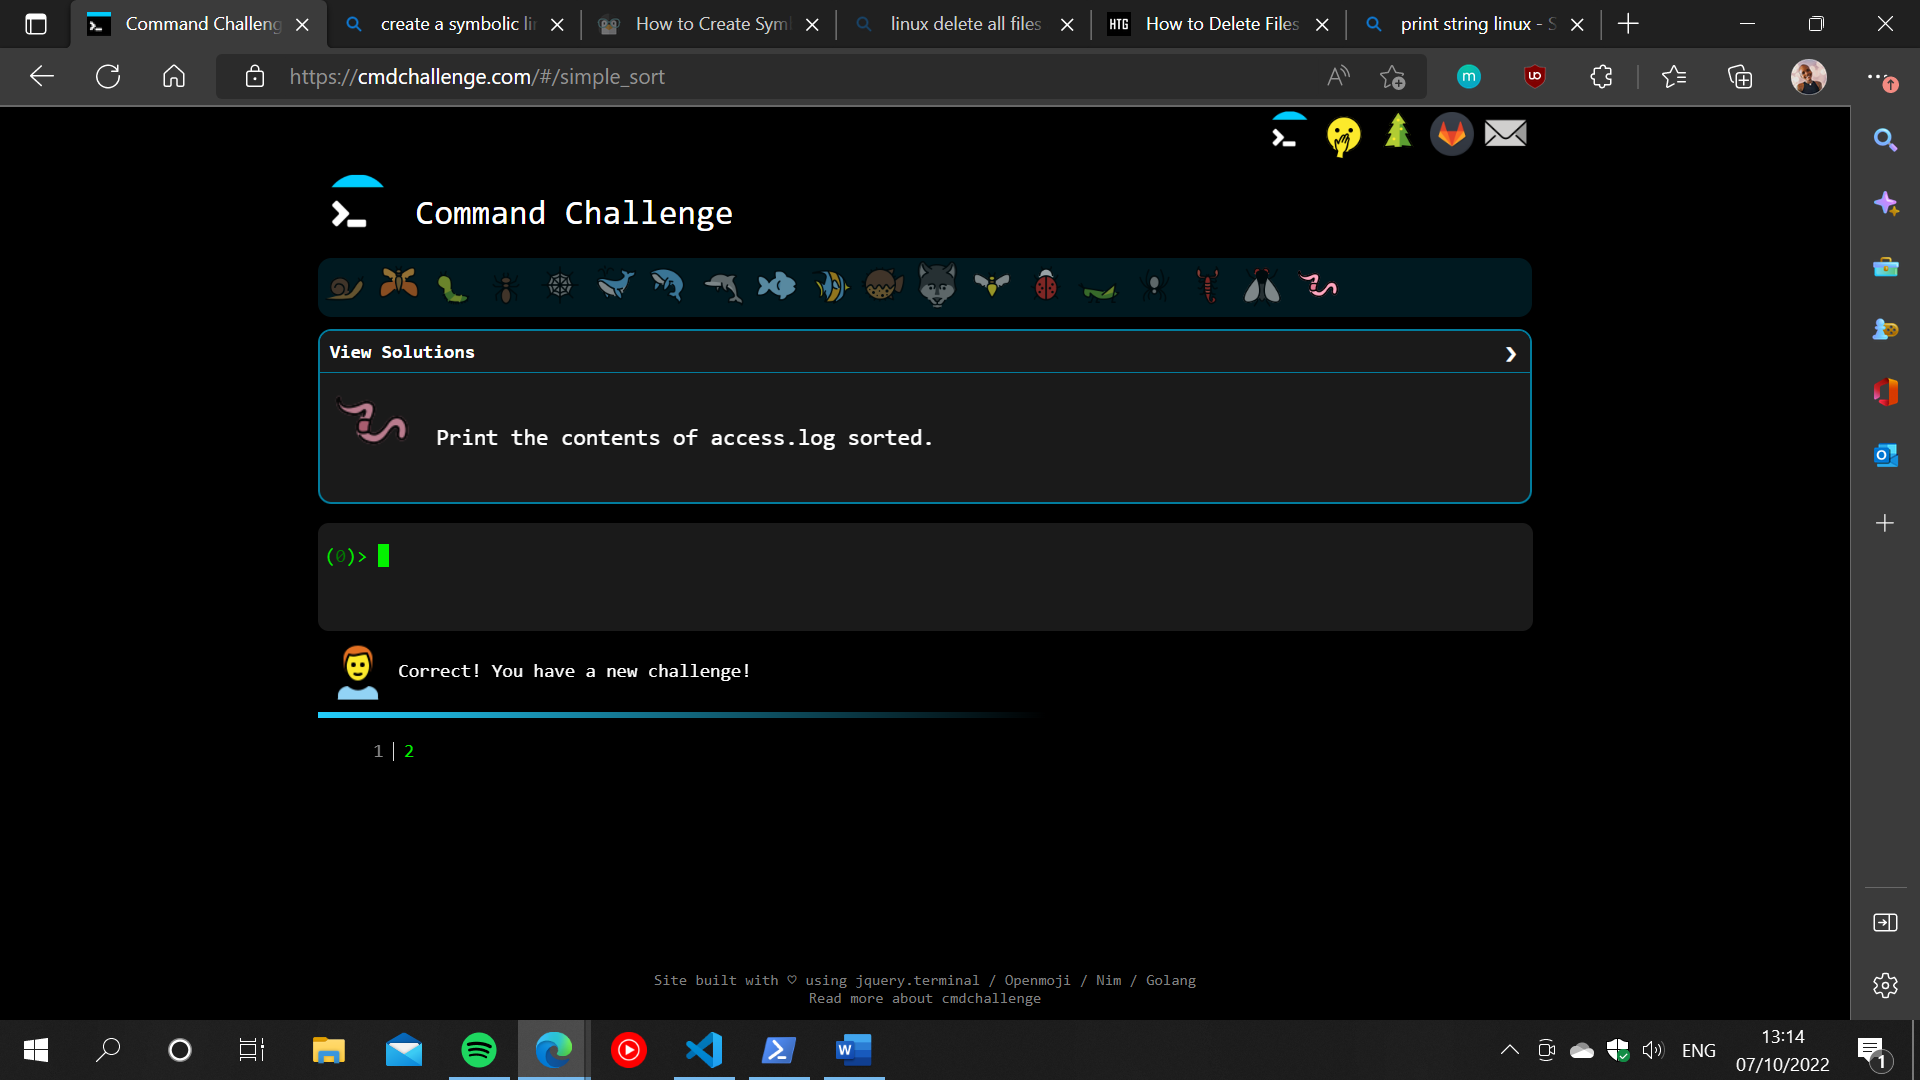 Command Challeng
create a symbolic li
How to Create Syml
linux delete all files
HTG How to Delete Files
print string linux - S
https://cmdchallenge.com/#/simple_sort
m
Command Challenge
View Solutions
Print the contents of access.log sorted.
(0)>
Correct! You have a new challenge!
1 2
Site built with ♡ using jquery.terminal / Openmoji / Nim / Golang
Read more about cmdchallenge
ENG
13:14
07/10/2022
1